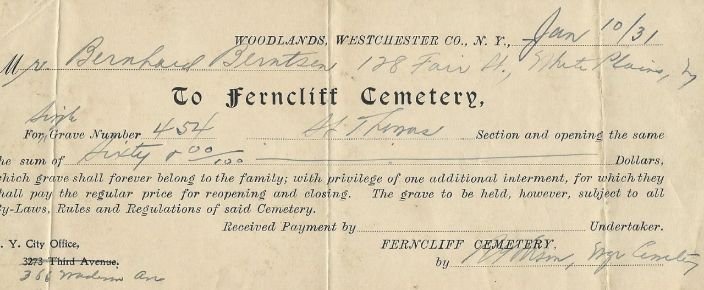 WOODLANDS, WESTCHESTER CO., N. Y., Jan 10/31
Mr. Bernhard Berntsen 128 Fair St., White Plains, Ny
To Ferncliff Cemetery,
Single
For Grave Number 454 St Thomas Section and opening the same
he sum of Sixty & 00/100 Dollars,
which grave shall forever belong to the family; with privilege of one additional interment, for which they
hall pay the regular price for reopening and closing. The grave to be held, however, subject to all
By-Laws, Rules and Regulations of said Cemetery.
Received Payment by Undertaker.
. Y. City Office, FERNCLIFF CEMETERY.
3273 Third Avenue. by Cemetery
366 Madison Ave